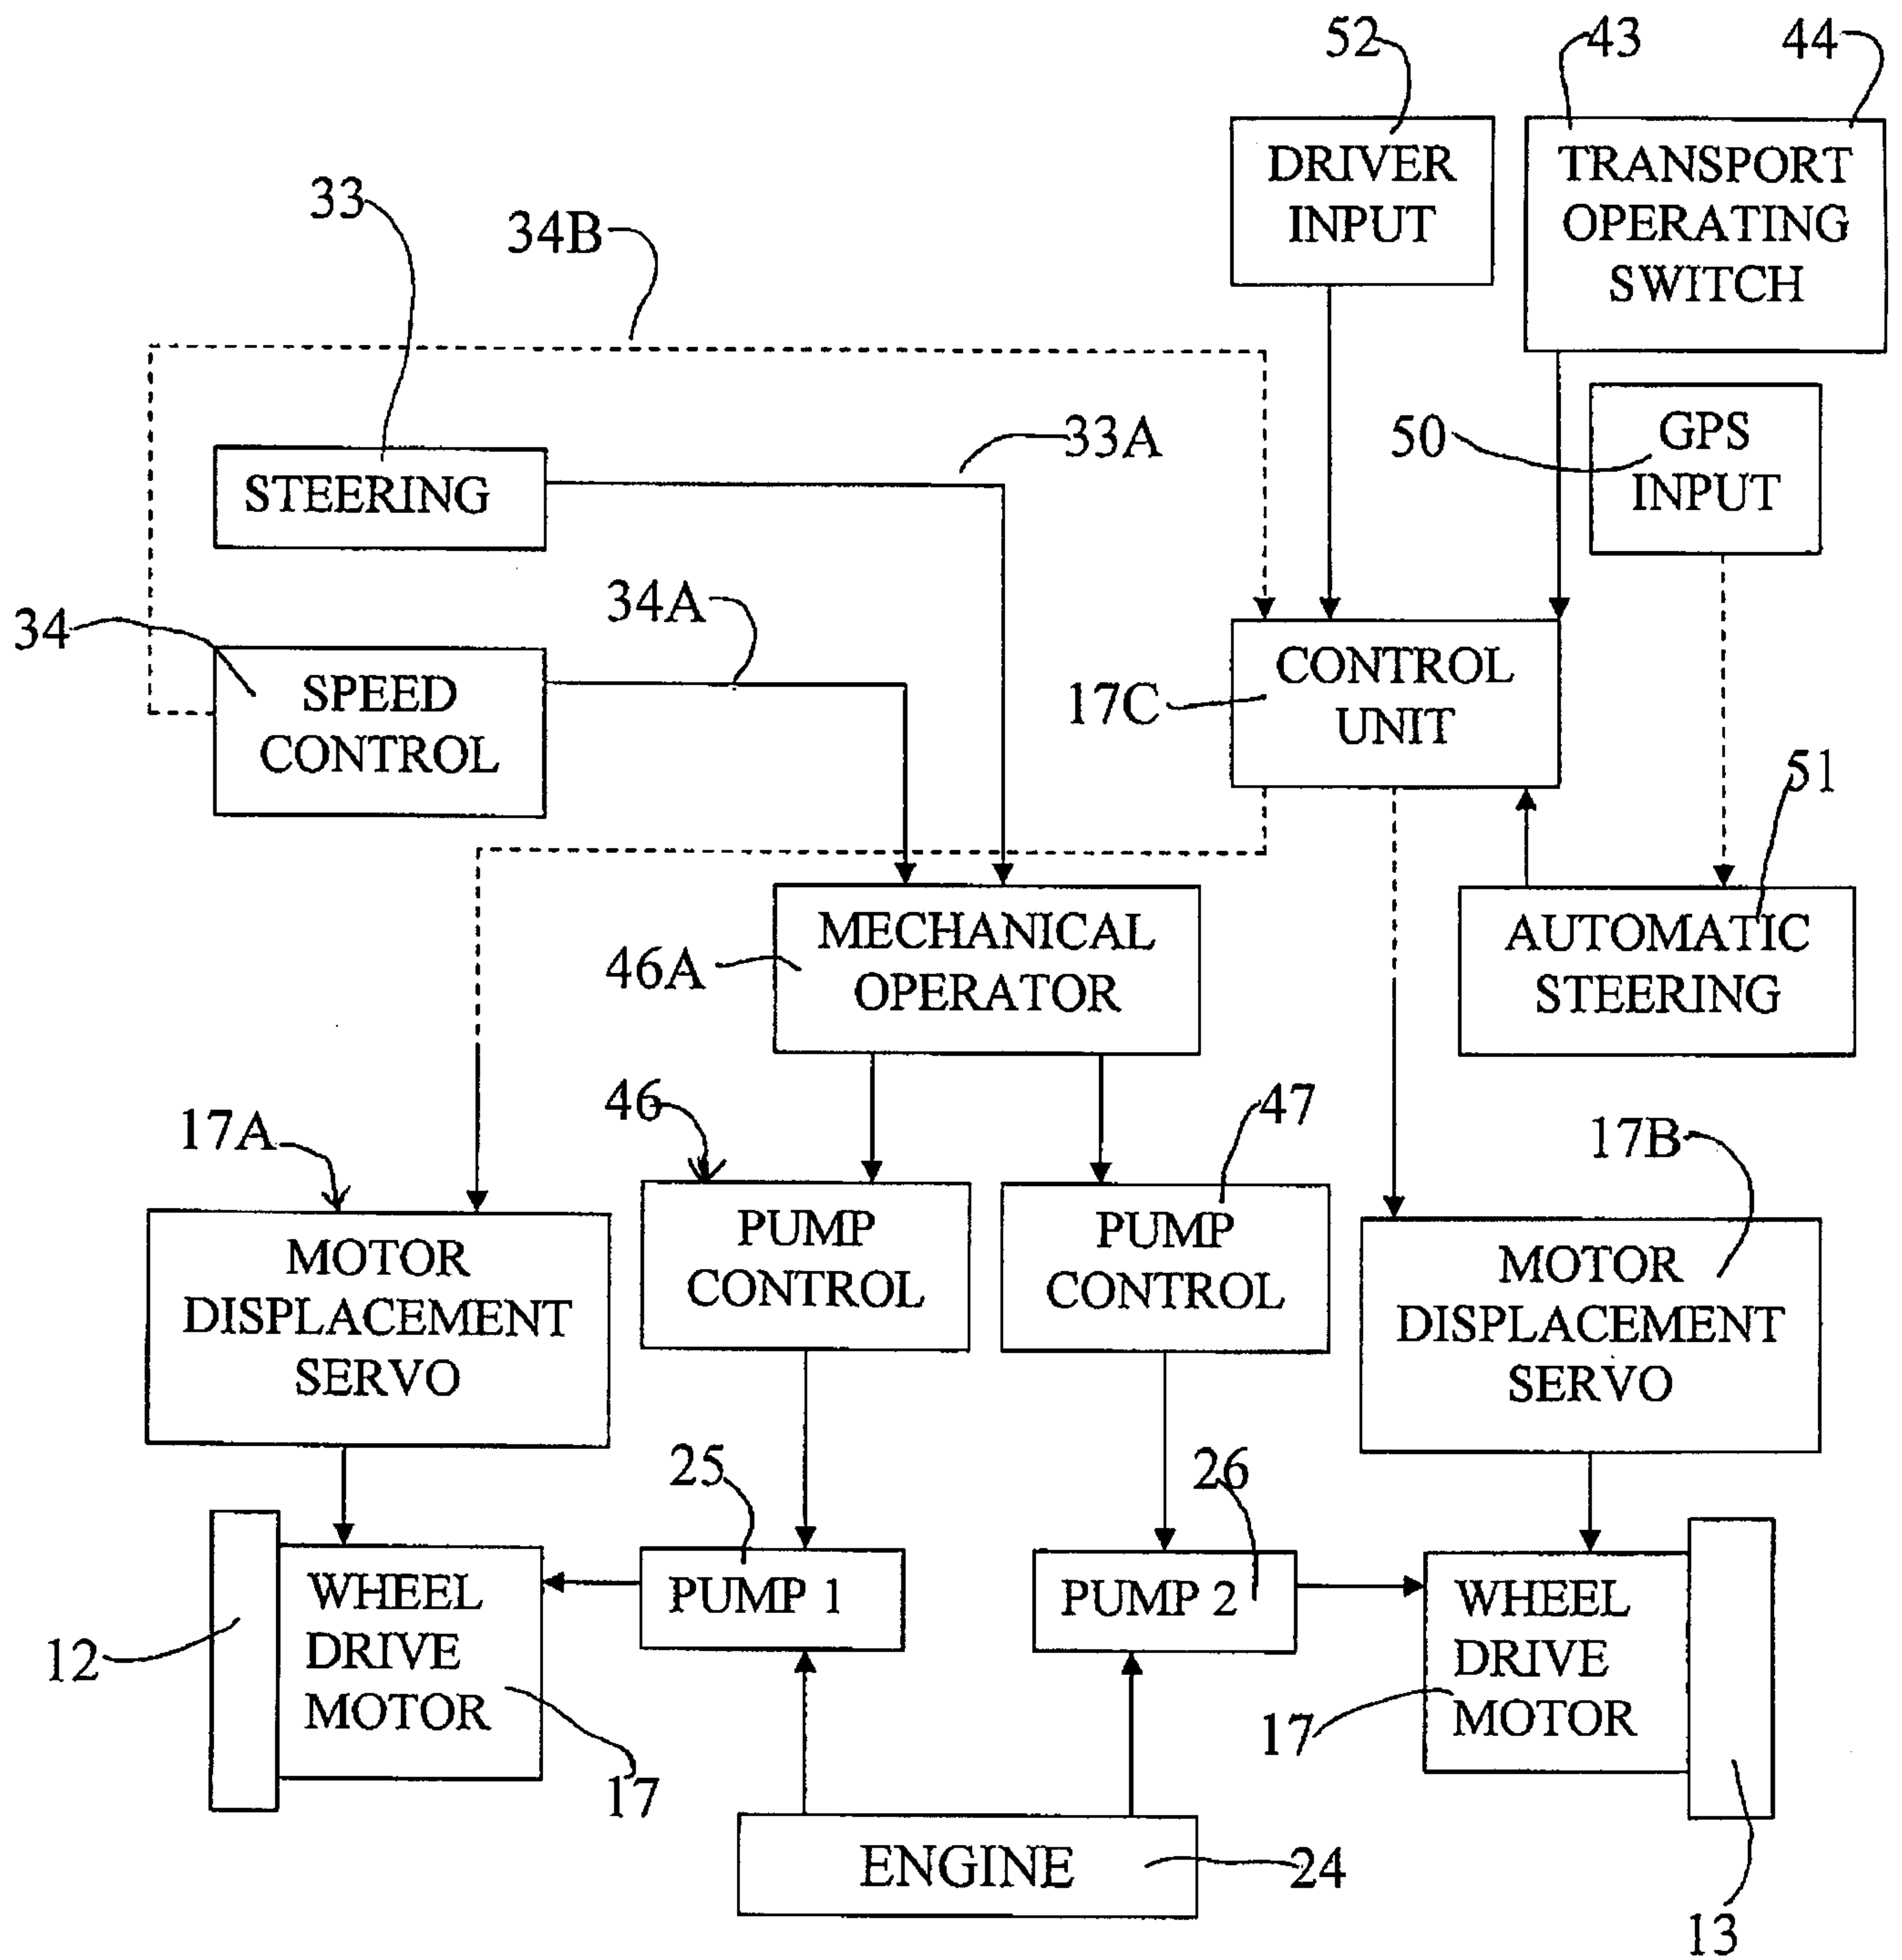 52
43
44
DRIVER
INPUT
TRANSPORT
OPERATING
SWITCH
33
34B
33A
50
GPS
INPUT
STEERING
34
34A
SPEED
CONTROL
17C
CONTROL
UNIT
51
46A
MECHANICAL
OPERATOR
AUTOMATIC
STEERING
17A
46
47
17B
MOTOR
DISPLACEMENT
SERVO
PUMP
CONTROL
PUMP
CONTROL
MOTOR
DISPLACEMENT
SERVO
25
26
12
WHEEL
DRIVE
MOTOR
PUMP 1
PUMP 2
WHEEL
DRIVE
MOTOR
17
17
ENGINE
24
13